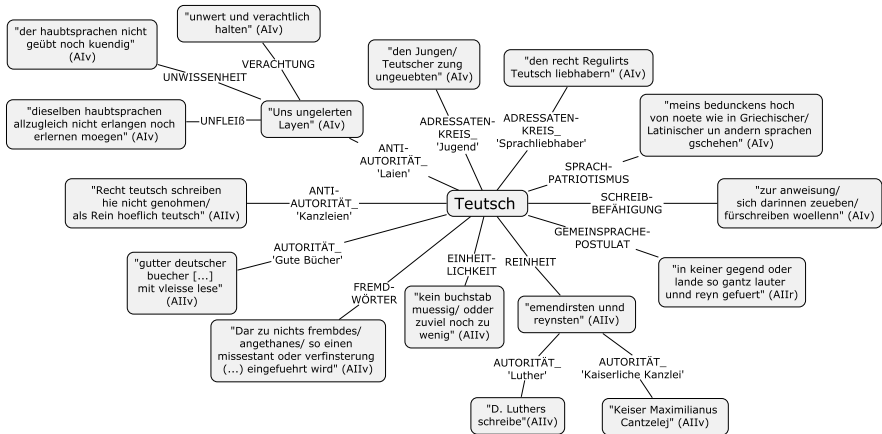 "der haubtsprachen nicht
geübt noch kuendig"
(AIv)
"unwert und verachtlich
halten" (AIv)
"den Jungen/
Teutscher zung
ungeuebten" (AIv)
"den recht Regulirts
Teutsch liebhabern" (AIv)
UNWISSENHEIT
VERACHTUNG
"dieselben haubtsprachen
allzugleich nicht erlangen noch
erlernen moegen" (AIv)
UNFLEIß
"Uns ungelerten
Layen" (AIv)
ADRESSATEN-
KREIS_
'Jugend'
ADRESSATEN-
KREIS_
'Sprachliebhaber'
"meins bedunckens hoch
von noete wie in Griechischer/
Latinischer un andern sprachen
gschehen" (AIv)
ANTI-
AUTORITÄT_
'Laien'
SPRACH-
PATRIOTISMUS
"Recht teutsch schreiben
hie nicht genohmen/
als Rein hoeflich teutsch" (AIIv)
ANTI-
AUTORITÄT_
'Kanzleien'
Teutsch
SCHREIB-
BEFÄHIGUNG
"zur anweisung/
sich darinnen zeueben/
fürschreiben woellenn" (AIv)
GEMEINSPRACHE-
POSTULAT
"in keiner gegend oder
lande so gantz lauter
unnd reyn gefuert" (AIIr)
AUTORITÄT_
'Gute Bücher'
"gutter deutscher
buecher [...]
mit vleisse lese"
(AIIv)
FREMD-
WÖRTER
"Dar zu nichts frembdes/
angethanes/ so einen
missestant oder verfinsterung
(...) eingefuehrt wird" (AIIv)
EINHEIT-
LICHKEIT
"kein buchstab
muessig/ odder
zuviel noch zu
wenig" (AIIv)
REINHEIT
"emendirsten unnd
reynsten" (AIIv)
AUTORITÄT_
'Luther'
AUTORITÄT_
'Kaiserliche Kanzlei'
"D. Luthers
schreibe"(AIIv)
"Keiser Maximilianus
Cantzelej" (AIIv)